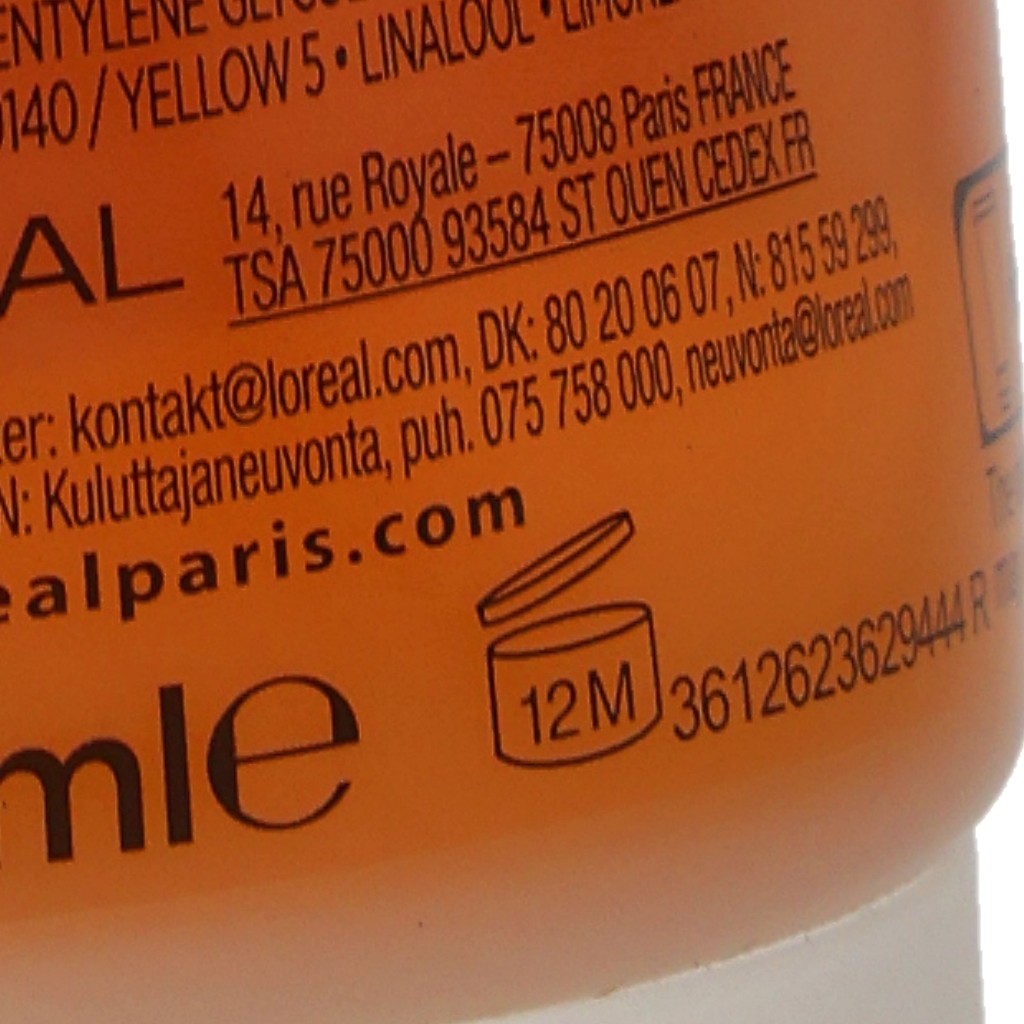 ENTYLENE GLYCOL
140 / YELLOW 5 • LINALOOL •
AL
14, rue Royale – 75008 Paris FRANCE
TSA 75000 93584 ST OUEN CEDEX FR
er: kontakt@loreal.com, DK: 80 20 06 07, N: 815 59 299,
N: Kuluttajaneuvonta, puh. 075 758 000, neuvonta@loreal.com
ealparis.com
12 M
3612623629444 R
ml e